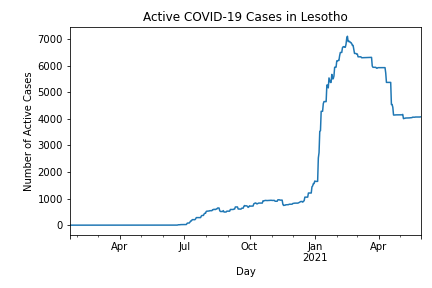 Active COVID-19 Cases in Lesotho
Number of Active Cases
7000
6000
5000
4000
3000
2000
1000
0
Apr Jul Oct Jan Apr
2021
Day